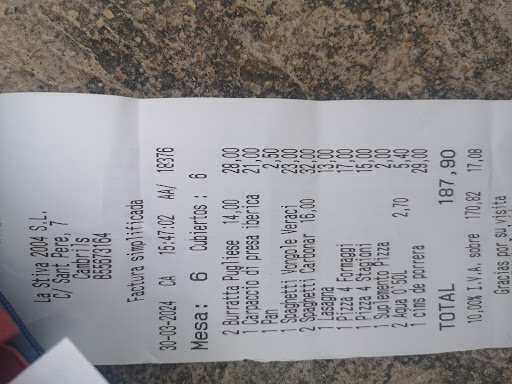 La Stiva 2004 S.L.
C/ Sant Pere, 7
Cambrils
B55673164
Factura simplificada
30-03-2024 CA 15:47:02 AA/ 18376
Mesa: 6 Cubiertos : 6
2 Burratta Pugliese 14,00 28,00
1 Carpaccio di presa iberica 21,00
1 Pan 2,50
1 Spaghetti Vongole Veraci 23,00
2 Spaghetti Carbonar 16,00 32,00
1 Lasagna 13,00
1 Pizza 4 Formaggi 17,00
1 Pizza 4 Stagioni 15,00
1 Suplemento Pizza 2,00
2 Aqua 0'50L 2,70 5,40
1 cims de porrera 29,00
TOTAL 187,90
10,00% I.V.A. sobre 170,82 17,08
Gracias por su visita